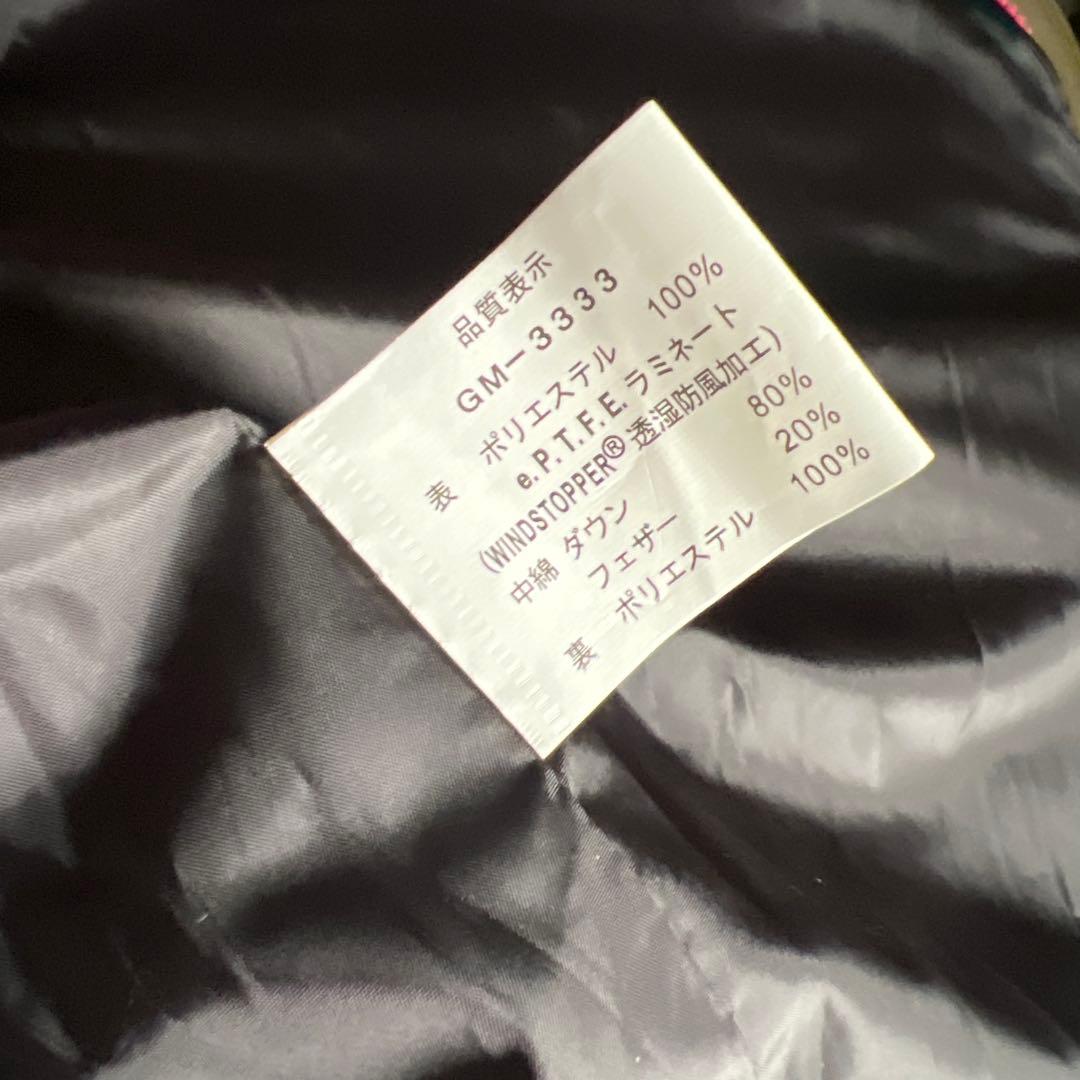 品質表示
GM-3333
表 ポリエステル 100%
e.P.T.F.E.ラミネート
(WINDSTOPPER® 透湿防風加工)
中綿 ダウン 80%
フェザー 20%
裏 ポリエステル 100%